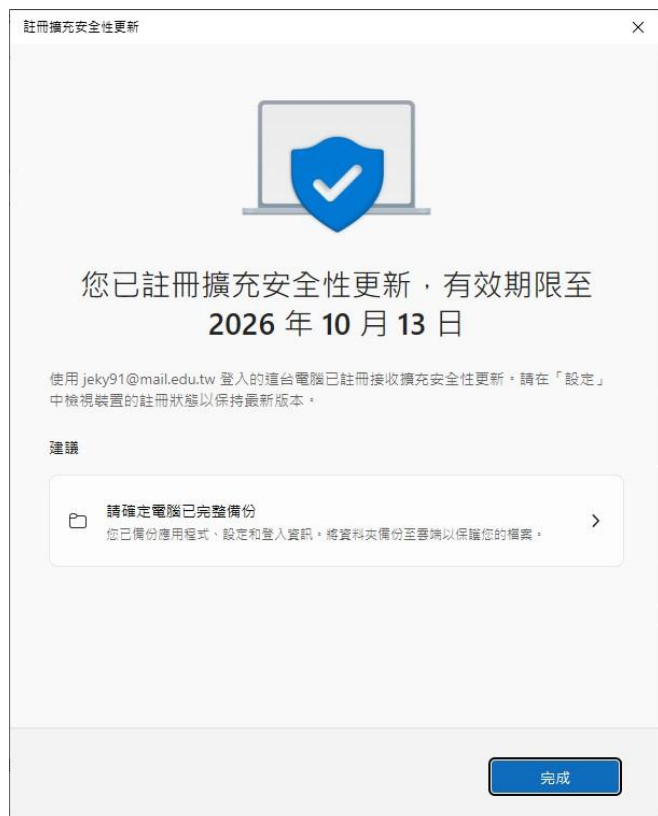 註冊擴充安全性更新
您已註冊擴充安全性更新，有效期限至
2026 年 10 月 13 日
使用 jeky91@mail.edu.tw 登入的這台電腦已註冊接收擴充安全性更新。請在「設定」
中檢視裝置的註冊狀態以保持最新版本。
建議
請確定電腦已完整備份
您已備份應用程式、設定和登入資訊。將資料夾備份至雲端以保護您的檔案。
完成